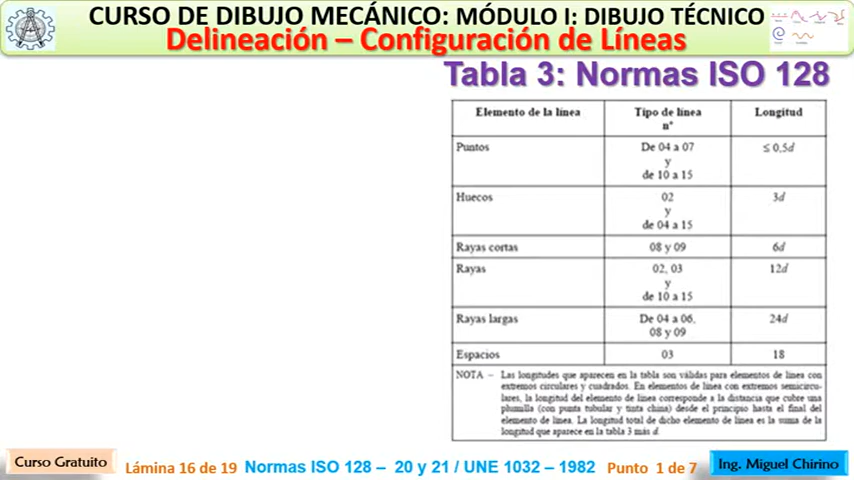 CURSO DE DIBUJO MECÁNICO: MÓDULO I: DIBUJO TÉCNICO
Delineación – Configuración de Líneas
Tabla 3: Normas ISO 128
Elemento de la línea Tipo de línea nº Longitud
Puntos De 04 a 07 y de 10 a 15 ≤ 0,5d
Huecos 02 y de 04 a 15 3d
Rayas cortas 08 y 09 6d
Rayas 02, 03 y de 10 a 15 12d
Rayas largas De 04 a 06, 08 y 09 24d
Espacios 03 18
NOTA – Las longitudes que aparecen en la tabla son válidas para elementos de línea con
extremos circulares y cuadrados. En elementos de línea con extremos semicircu-
lares, la longitud del elemento de línea corresponde a la distancia que cubre una
plumilla (con punta tubular y tinta china) desde el principio hasta el final del
elemento de línea. La longitud total de dicho elemento de línea es la suma de la
longitud que aparece en la tabla 3 más d.
Curso Gratuito
Lámina 16 de 19 Normas ISO 128 – 20 y 21 / UNE 1032 – 1982 Punto 1 de 7
Ing. Miguel Chirino